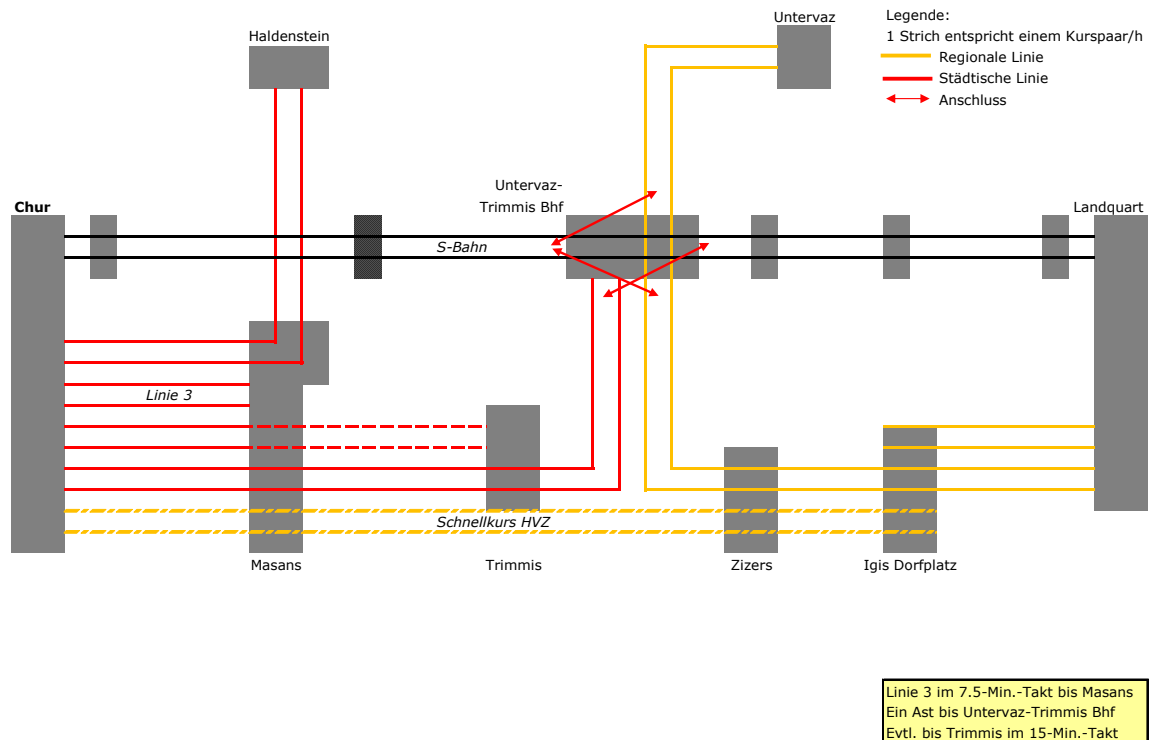 Haldenstein
Untervaz
Legende:
1 Strich entspricht einem Kurspaar/h
Regionale Linie
Städtische Linie
Anschluss
Untervaz-
Trimmis Bhf
Chur
Landquart
S-Bahn
Linie 3
Schnellkurs HVZ
Masans
Trimmis
Zizers
Igis Dorfplatz
Linie 3 im 7.5-Min.-Takt bis Masans
Ein Ast bis Untervaz-Trimmis Bhf
Evtl. bis Trimmis im 15-Min.-Takt